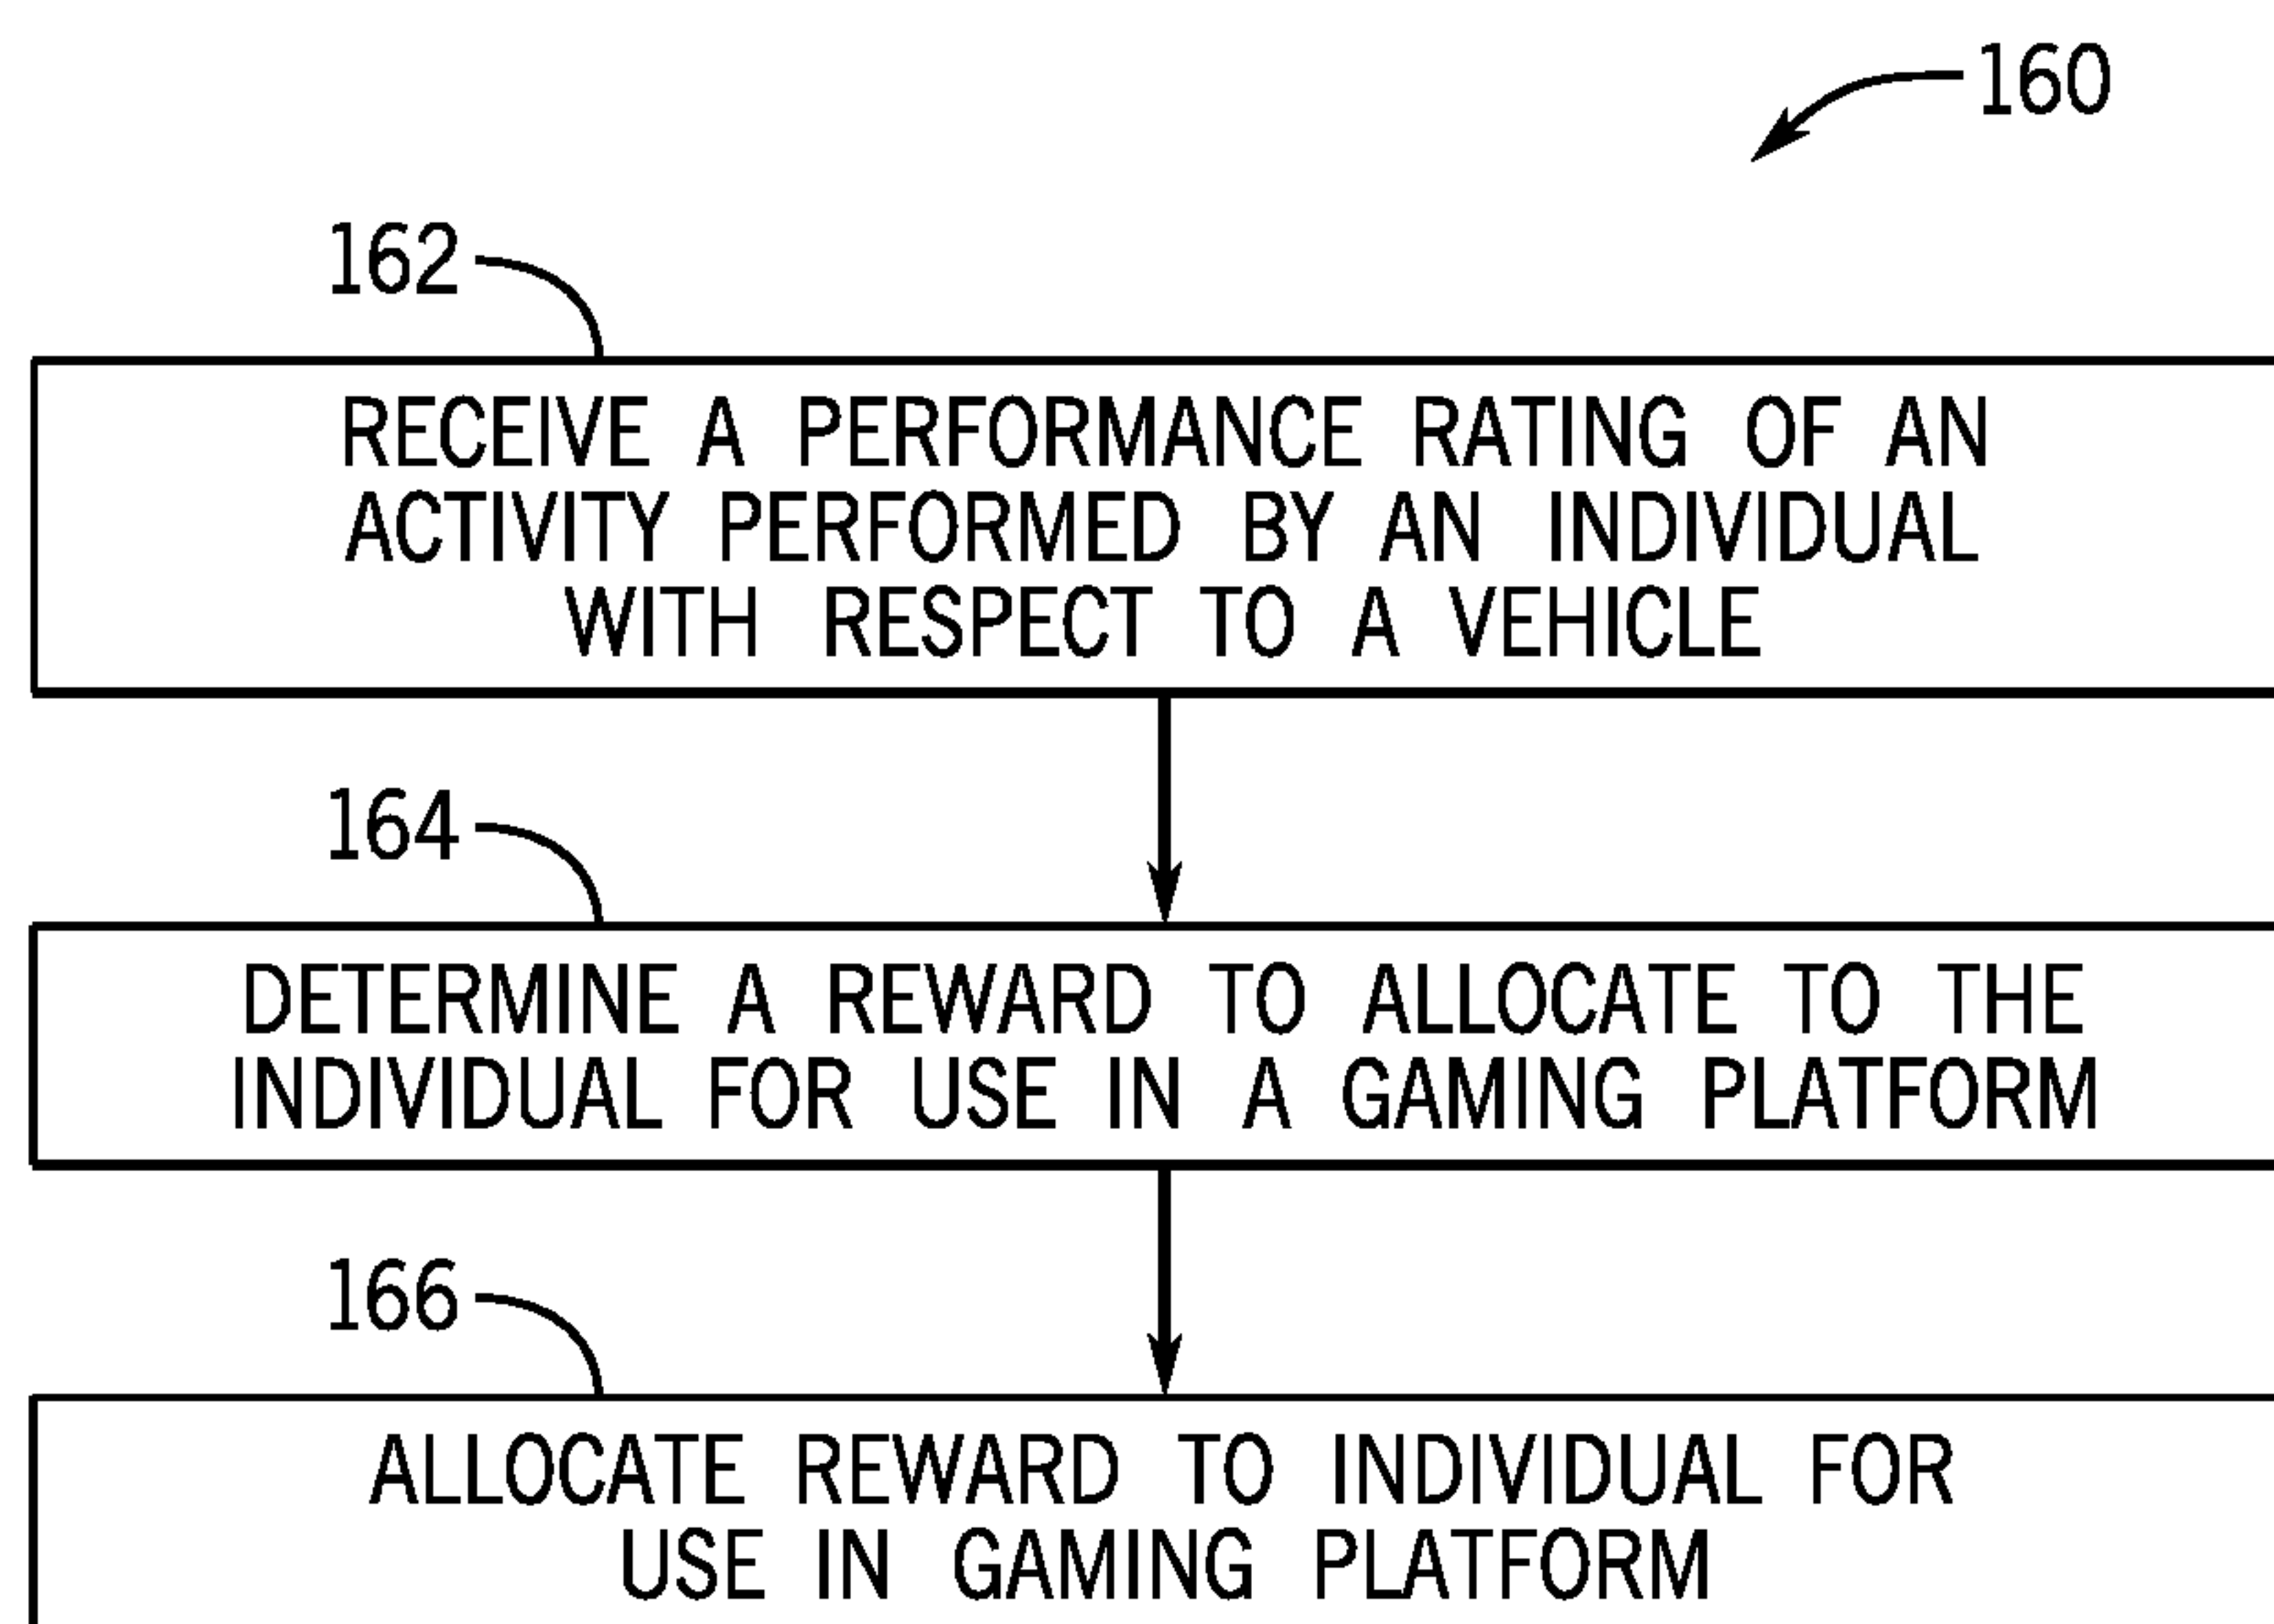 160
162
RECEIVE A PERFORMANCE RATING OF AN
ACTIVITY PERFORMED BY AN INDIVIDUAL
WITH RESPECT TO A VEHICLE
164
DETERMINE A REWARD TO ALLOCATE TO THE
INDIVIDUAL FOR USE IN A GAMING PLATFORM
166
ALLOCATE REWARD TO INDIVIDUAL FOR
USE IN GAMING PLATFORM